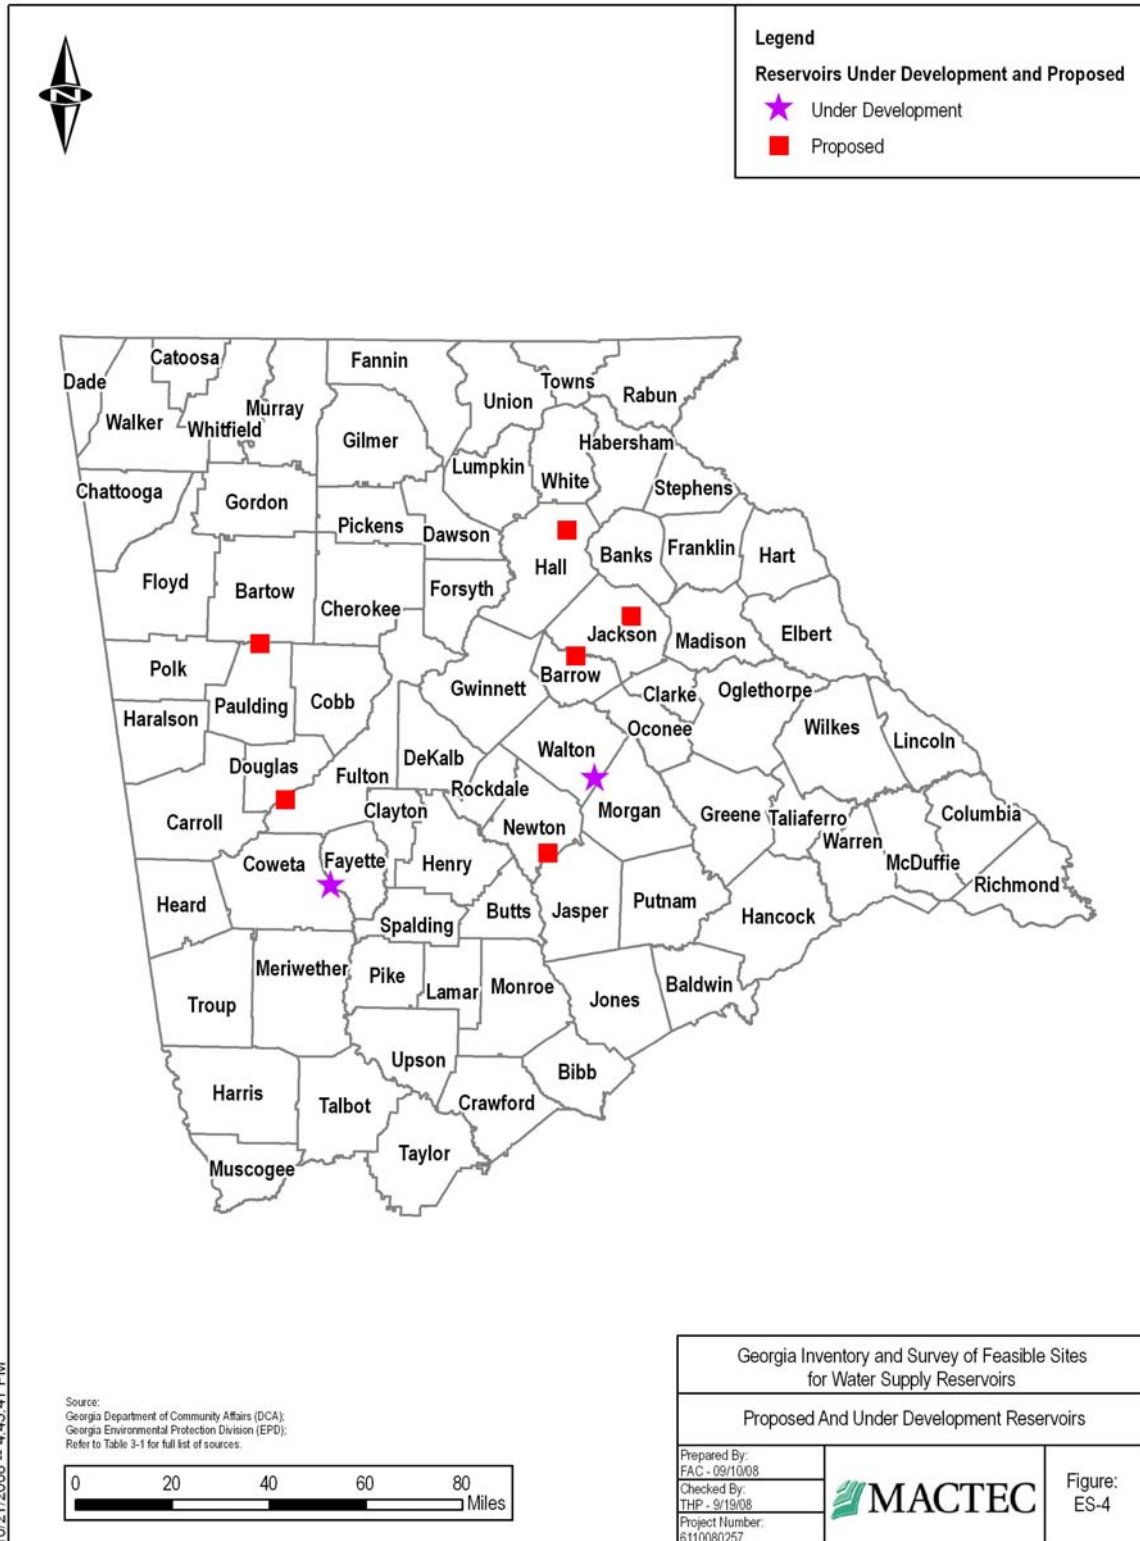 Legend
Reservoirs Under Development and Proposed
Under Development
Proposed
N
Catoosa
Fannin
Dade
Towns
Rabun
Union
Murray
Walker
Whitfield
Gilmer
Habersham
Lumpkin
White
Stephens
Chattooga
Gordon
Pickens
Dawson
Franklin
Banks
Hart
Hall
Floyd
Bartow
Forsyth
Cherokee
Jackson
Madison
Elbert
Polk
Barrow
Gwinnett
Clarke
Oglethorpe
Cobb
Paulding
Haralson
Oconee
Wilkes
Lincoln
Walton
DeKalb
Douglas
Fulton
Rockdale
Clayton
Morgan
Greene
Taliaferro
Columbia
Carroll
Newton
Warren
McDuffie
Coweta
Fayette
Henry
Richmond
Heard
Butts
Jasper
Putnam
Hancock
Spalding
Meriwether
Pike
Lamar
Monroe
Baldwin
Troup
Jones
Upson
Bibb
Harris
Talbot
Crawford
Taylor
Muscogee
Source:
Georgia Department of Community Affairs (DCA);
Georgia Environmental Protection Division (EPD);
Refer to Table 3-1 for full list of sources.
0 20 40 60 80
Miles
Georgia Inventory and Survey of Feasible Sites
for Water Supply Reservoirs
Proposed And Under Development Reservoirs
Prepared By:
FAC - 09/10/08
Checked By:
THP - 9/19/08
Project Number:
6110080257
MACTEC
Figure:
ES-4